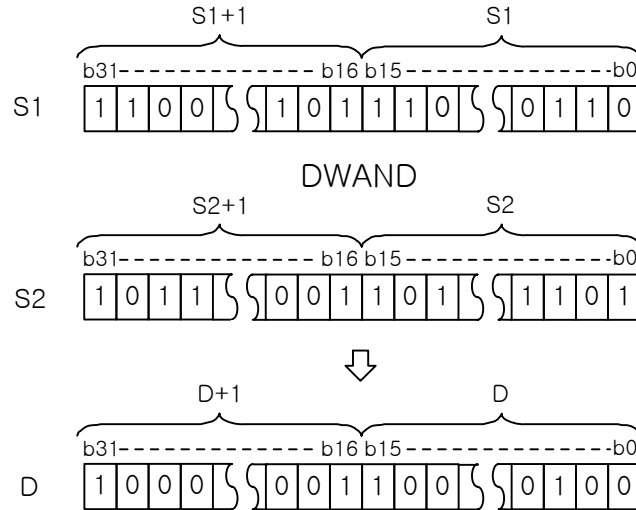 S1+1 S1
b31 b16 b15 b0
S1 1 1 0 0 1 0 1 1 1 0 0 1 1 0
DWAND
S2+1 S2
b31 b16 b15 b0
S2 1 0 1 1 0 0 1 1 0 1 1 1 0 1
D+1 D
b31 b16 b15 b0
D 1 0 0 0 0 0 1 1 0 0 0 1 0 0